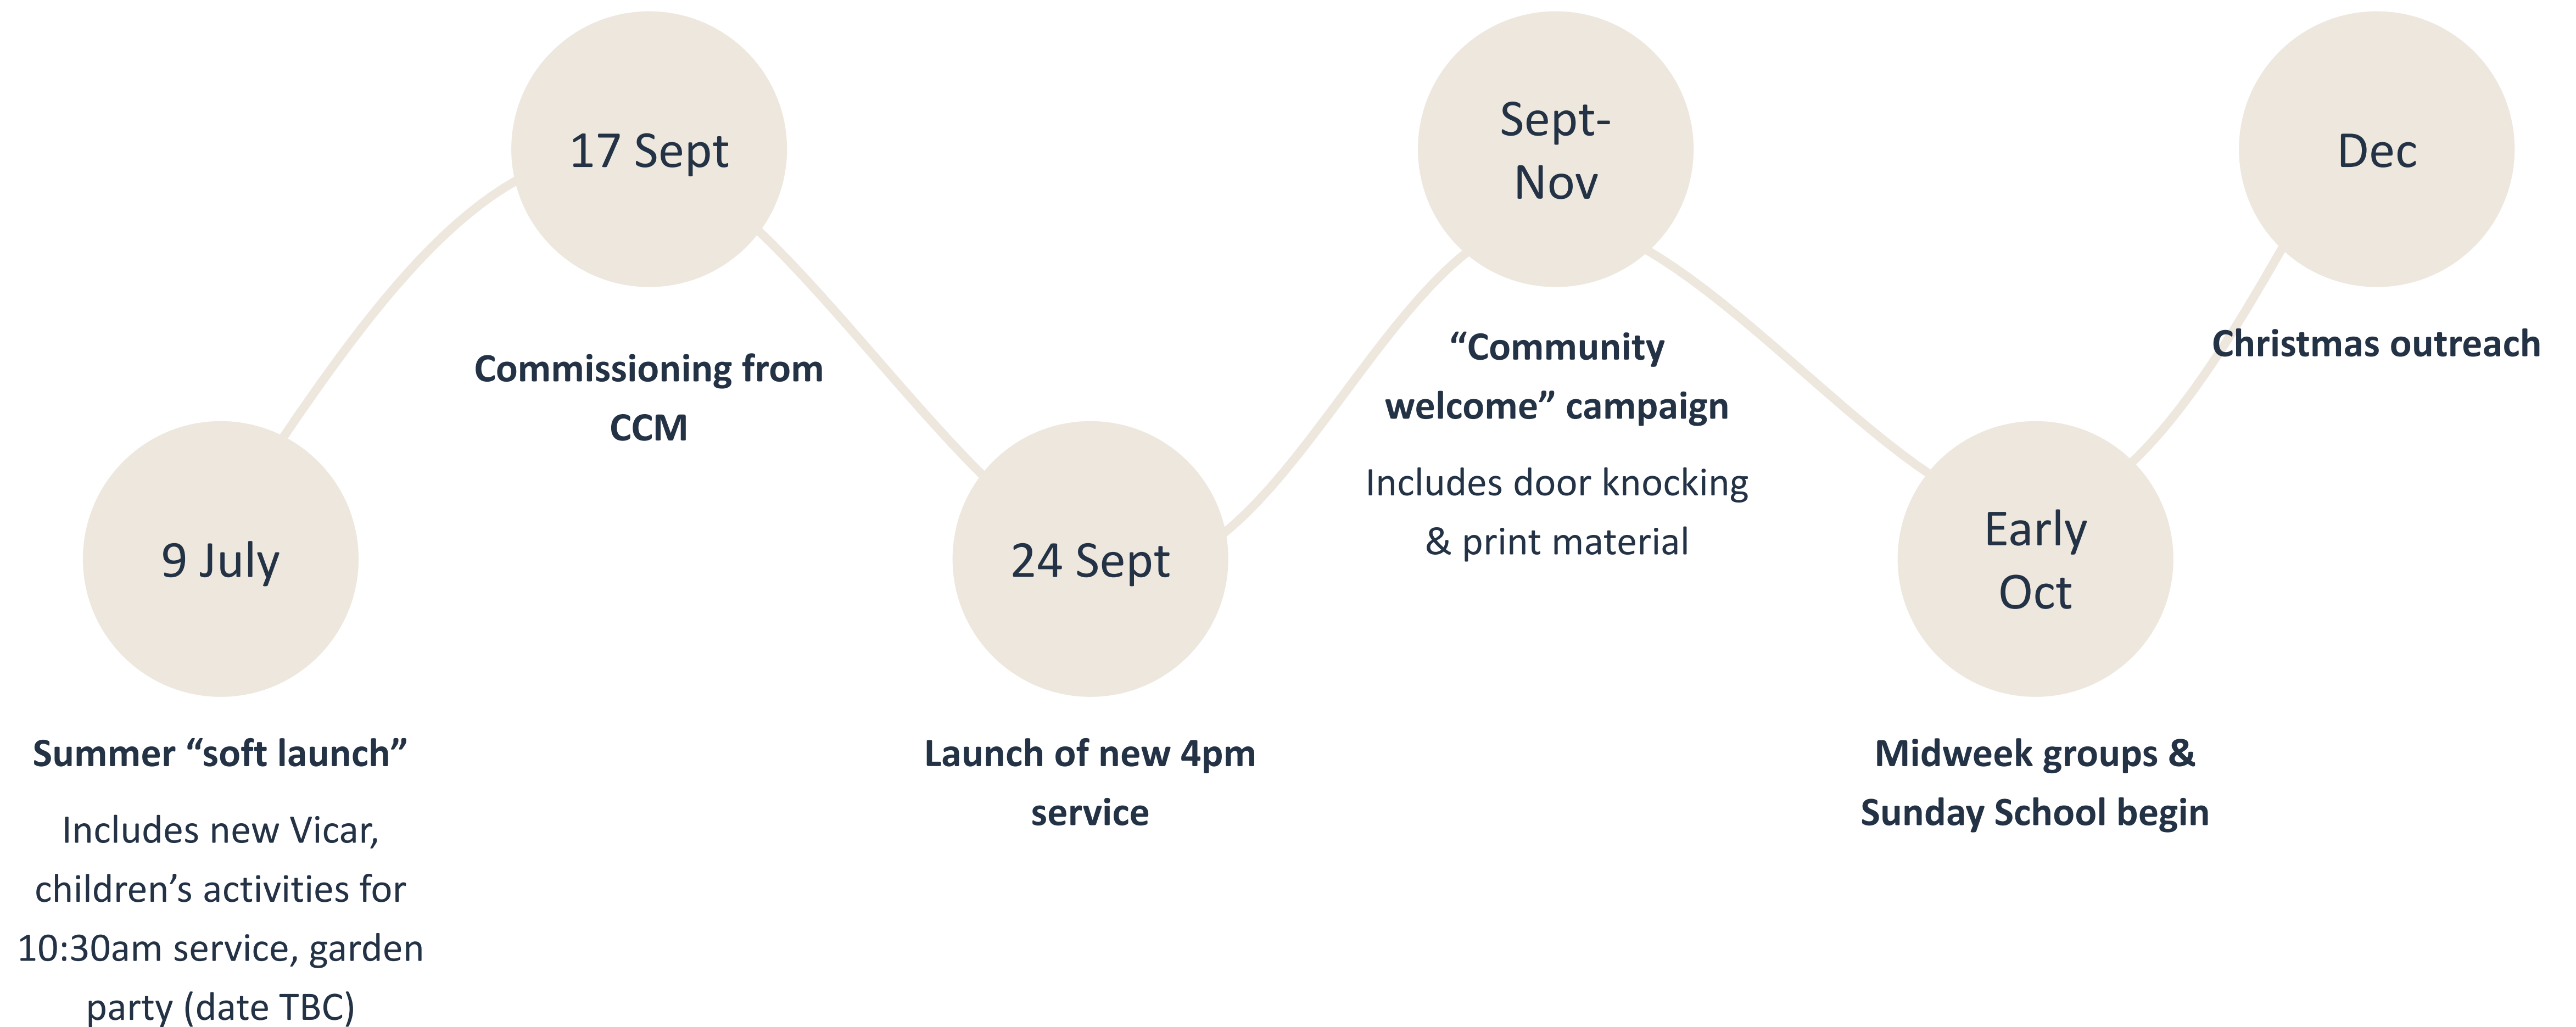 9 July
Summer “soft launch”
Includes new Vicar,
children’s activities for
10:30am service, garden
party (date TBC)
17 Sept
Commissioning from
CCM
24 Sept
Launch of new 4pm
service
Sept-
Nov
“Community
welcome” campaign
Includes door knocking
& print material
Early
Oct
Midweek groups &
Sunday School begin
Dec
Christmas outreach